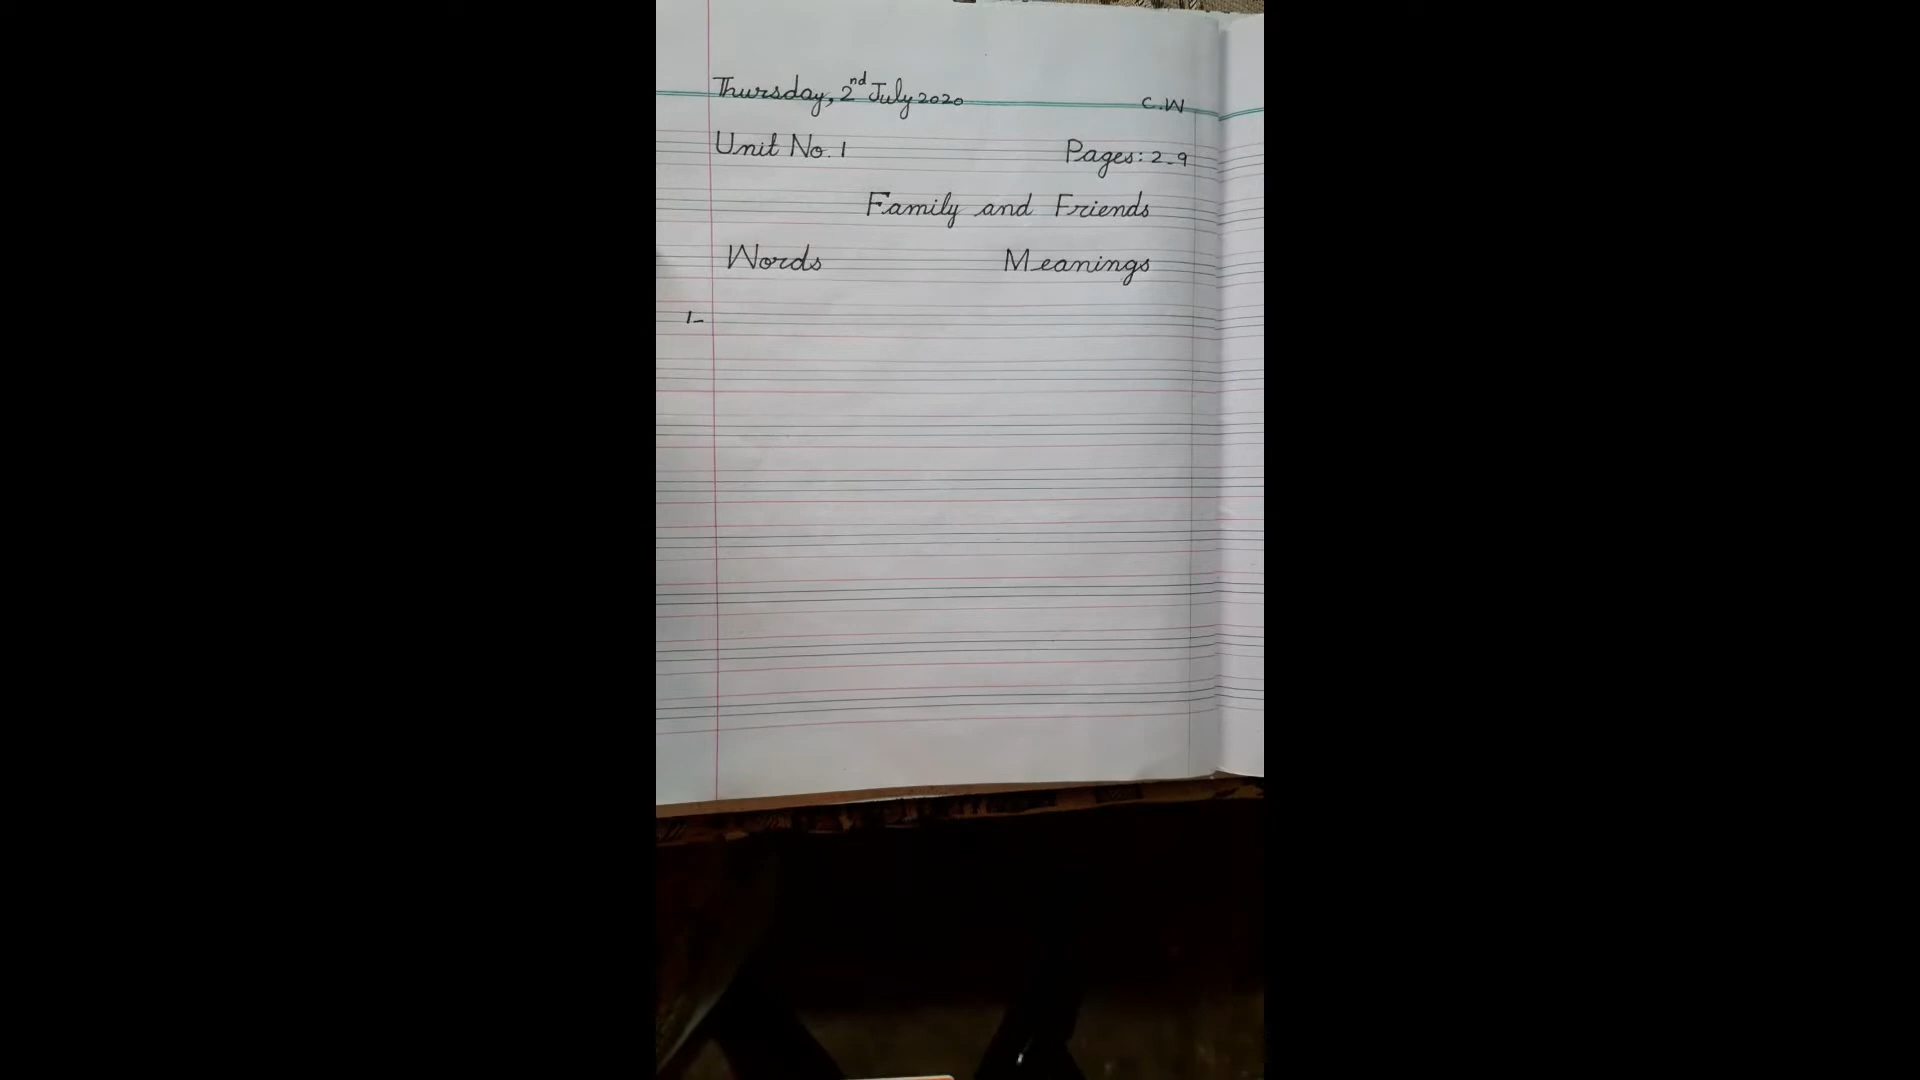 Thursday, 2nd July 2020 C.W
Unit No. 1 Pages: 2-9
Family and Friends
Words Meanings
1-